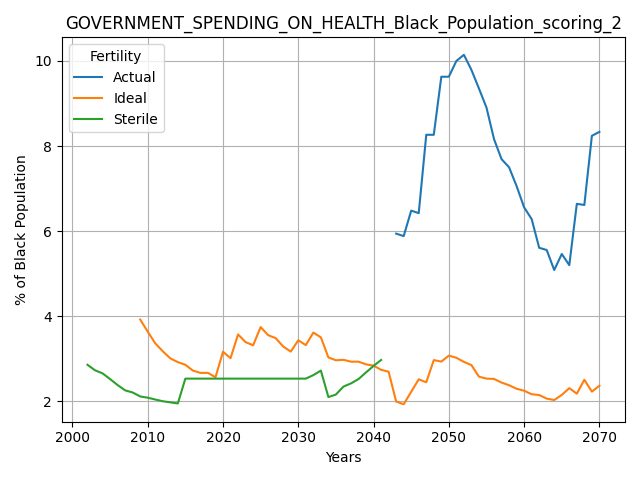 GOVERNMENT_SPENDING_ON_HEALTH_Black_Population_scoring_2
Fertility
Actual
Ideal
Sterile
% of Black Population
10
8
6
4
2
2000 2010 2020 2030 2040 2050 2060 2070
Years